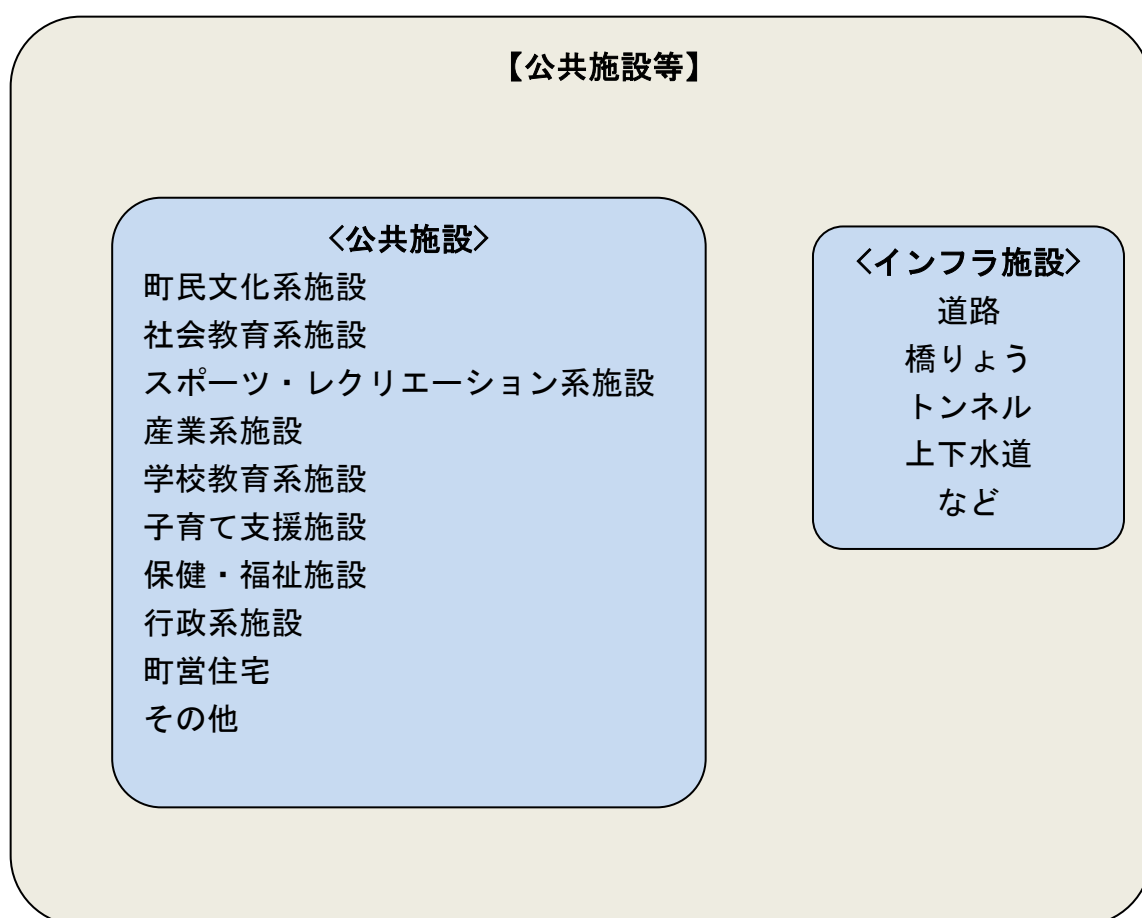 【公共施設等】
<公共施設>
町民文化系施設
社会教育系施設
スポーツ・レクリエーション系施設
産業系施設
学校教育系施設
子育て支援施設
保健・福祉施設
行政系施設
町営住宅
その他
<インフラ施設>
道路
橋りょう
トンネル
上下水道
など